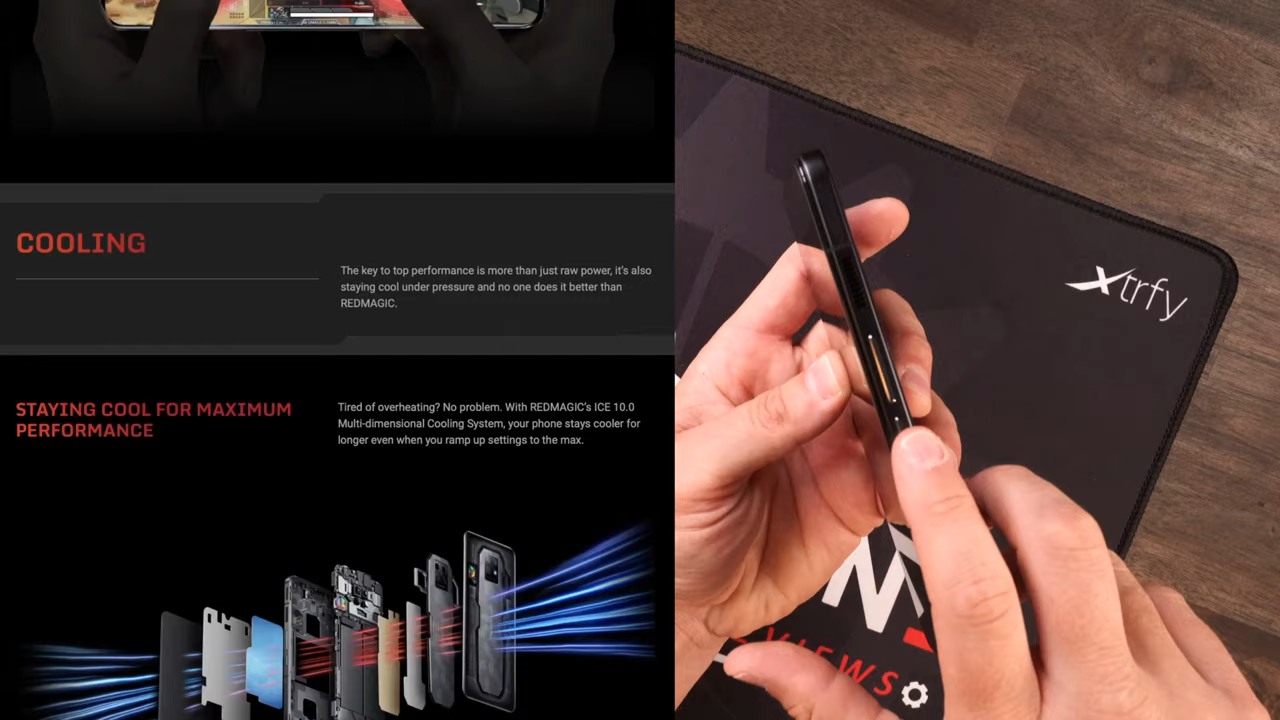 COOLING
The key to top performance is more than just raw power, it's also
staying cool under pressure and no one does it better than
REDMAGIC.
STAYING COOL FOR MAXIMUM
PERFORMANCE
Tired of overheating? No problem. With REDMAGIC's ICE 10.0
Multi-dimensional Cooling System, your phone stays cooler for
longer even when you ramp up settings to the max.
xtrfy